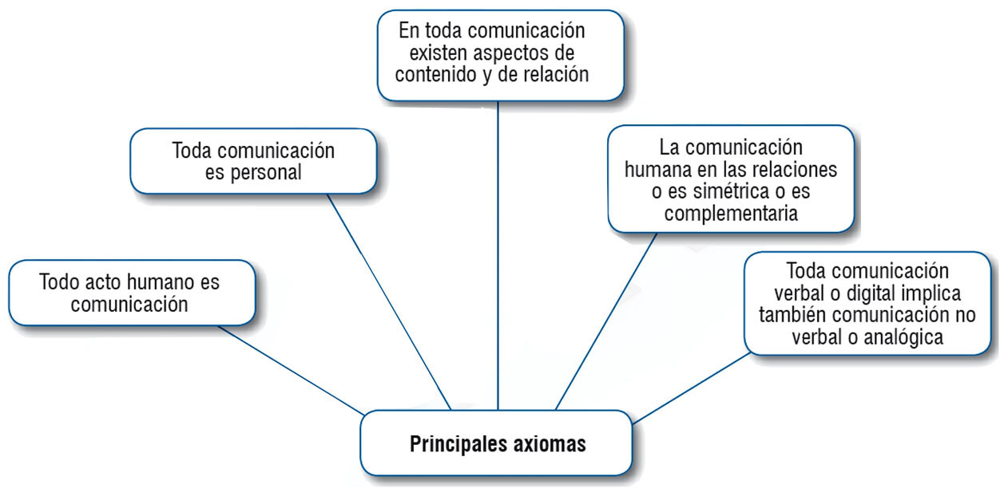 En toda comunicación
existen aspectos de
contenido y de relación
Toda comunicación
es personal
La comunicación
humana en las relaciones
o es simétrica o es
complementaria
Todo acto humano es
comunicación
Toda comunicación
verbal o digital implica
también comunicación no
verbal o analógica
Principales axiomas